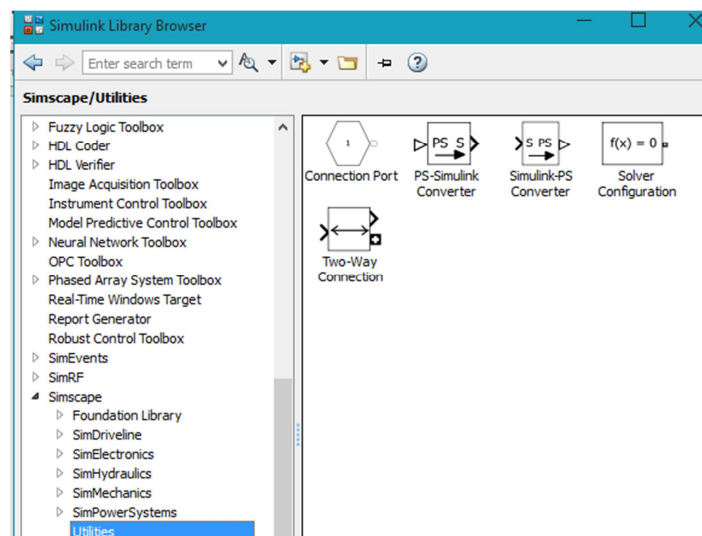 Simulink Library Browser
Enter search term
Simscape/Utilities
Fuzzy Logic Toolbox
HDL Coder
HDL Verifier
Image Acquisition Toolbox
Instrument Control Toolbox
Model Predictive Control Toolbox
Neural Network Toolbox
OPC Toolbox
Phased Array System Toolbox
Real-Time Windows Target
Report Generator
Robust Control Toolbox
SimEvents
SimRF
Simscape
Foundation Library
SimDriveline
SimElectronics
SimHydraulics
SimMechanics
SimPowerSystems
Utilities
1
Connection Port
PS S
PS-Simulink
Converter
S PS
Simulink-PS
Converter
f(x) = 0
Solver
Configuration
Two-Way
Connection